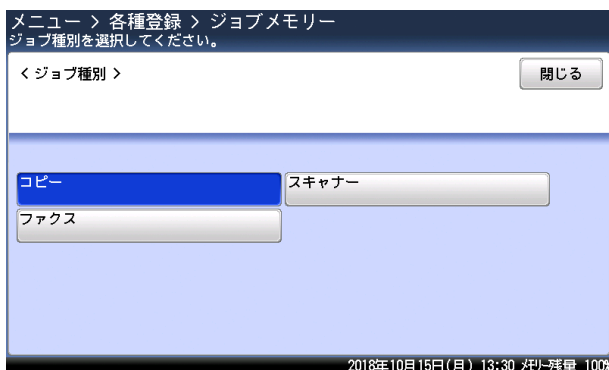 メニュー > 各種登録 > ジョブメモリー
ジョブ種別を選択してください。
< ジョブ種別 >
閉じる
コピー
スキャナー
ファクス
2018年10月15日(月) 13:30 ﾒﾓﾘｰ残量 100%